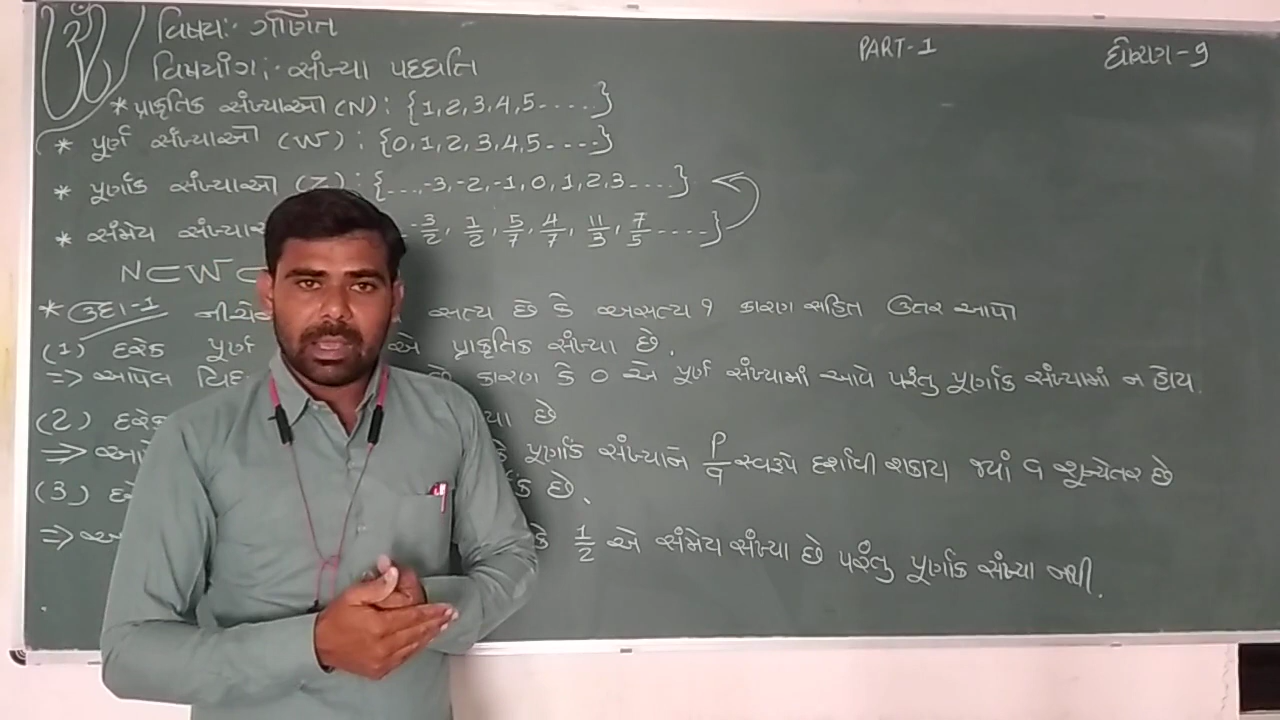 ૐ
વિષય:- ગણિત
PART-1
ધોરણ-9
વિષયાંગ:- સંખ્યા પદ્ધતિ
* પ્રાકૃતિક સંખ્યાઓ (N): {1,2,3,4,5-----}
* પૂર્ણ સંખ્યાઓ (W): {0,1,2,3,4,5----}
* પૂર્ણાંક સંખ્યાઓ (Z): {...,-3,-2,-1,0,1,2,3....}
* સંમેય -3/2, 1/2, 5/7, 4/7, 11/3, 7/5 ----}
N⊂W⊂
* ઉદા-1 સત્ય છે કે અસત્ય ? કારણ સહિત ઉતર આપો
(1) દરેક પૂર્ણ એ પ્રાકૃતિક સંખ્યા છે.
=> આપેલ કારણ કે 0 એ પૂર્ણ સંખ્યામાં આવે પરંતુ પૂર્ણાંક સંખ્યામાં ન હોય.
(2) દરેક છે
=> પૂર્ણાંક સંખ્યાને P/q સ્વરૂપે દર્શાવી શકાય જ્યાં q શૂન્યેતર છે
(3) છે.
=> કે 1/2 એ સંમેય સંખ્યા છે પરંતુ પૂર્ણાંક સંખ્યા નથી.